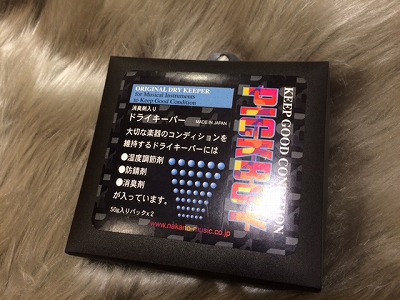 ORIGINAL DRY KEEPER
for Musical Instruments
to Keep Good Condition
消臭剤入り
ドライキーパー
MADE IN JAPAN
大切な楽器のコンディションを
維持するドライキーパーには
●湿度調節剤
●防錆剤
●消臭剤
が入っています。
50g入りパック×2
www.nakano-music.co.jp
PICKBOY
KEEP GOOD CONDITION